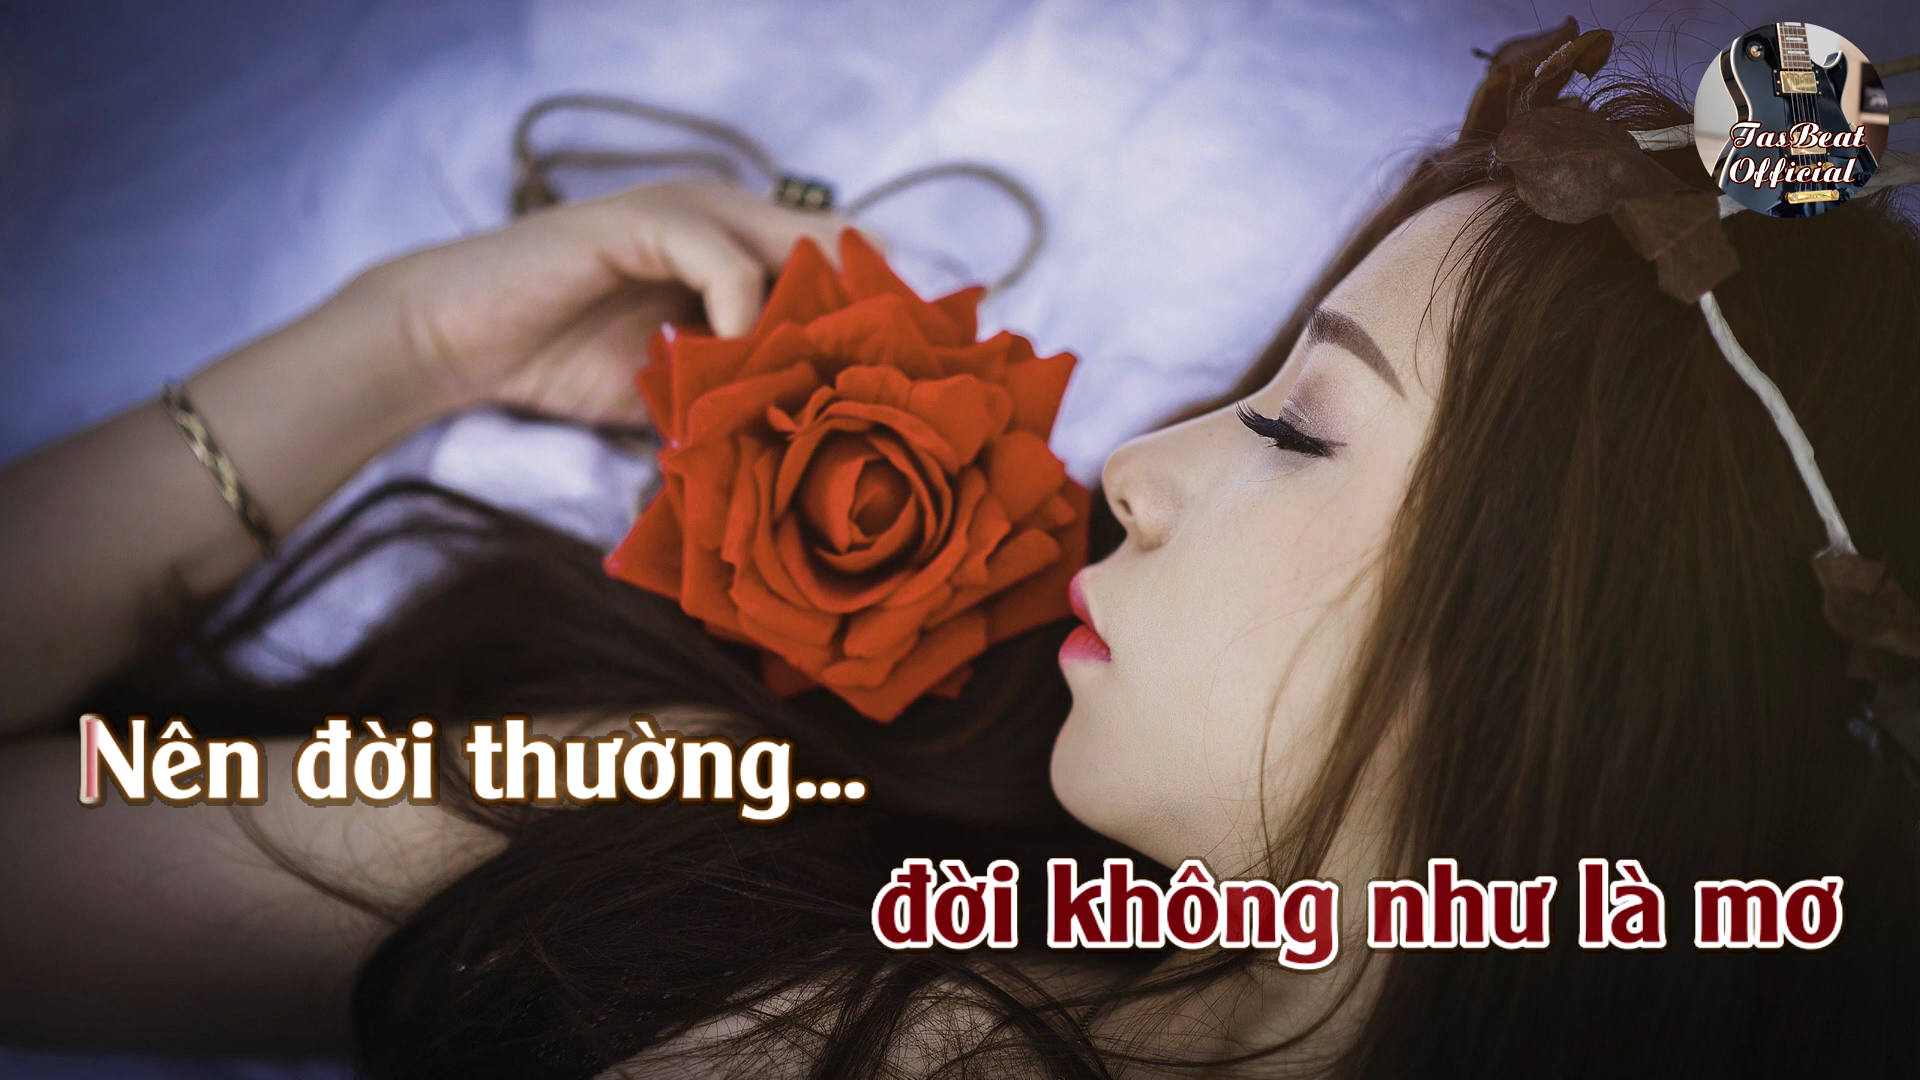 TasBeat
Official
Nên đời thường...
đời không như là mơ